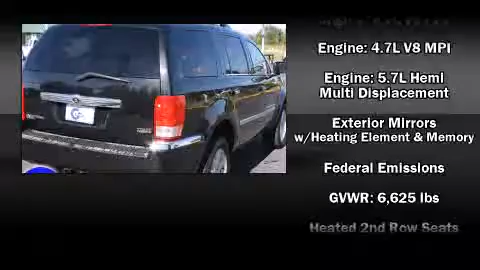 Engine: 4.7L V8 MPI
Engine: 5.7L Hemi
Multi Displacement
Exterior Mirrors
w/Heating Element & Memory
Federal Emissions
GVWR: 6,625 lbs
Heated 2nd Row Seats